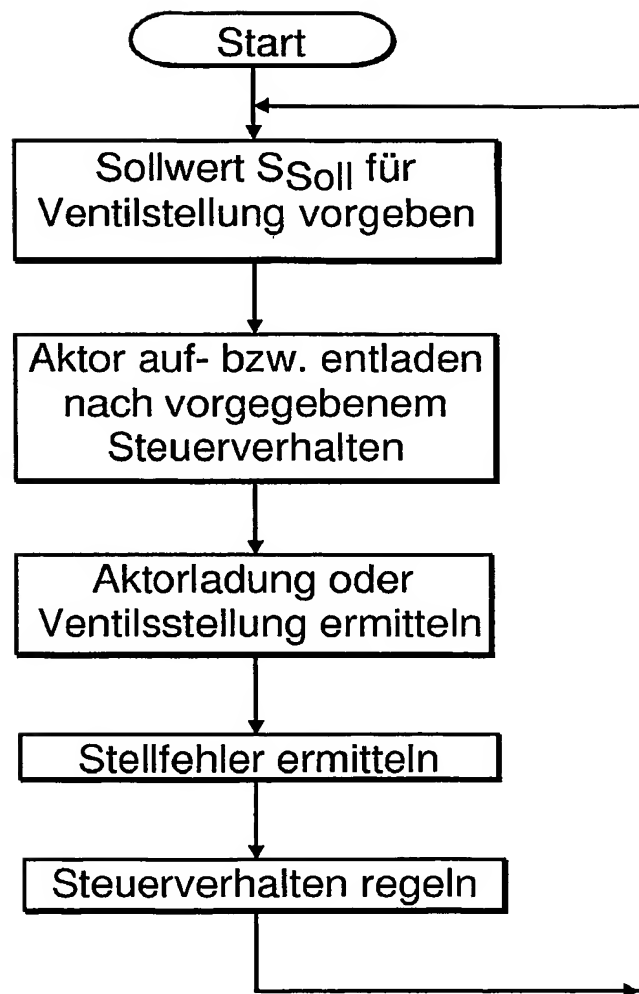 Start
Sollwert SSoll für
Ventilstellung vorgeben
Aktor auf- bzw. entladen
nach vorgegebenem
Steuerverhalten
Aktorladung oder
Ventilsstellung ermitteln
Stellfehler ermitteln
Steuerverhalten regeln